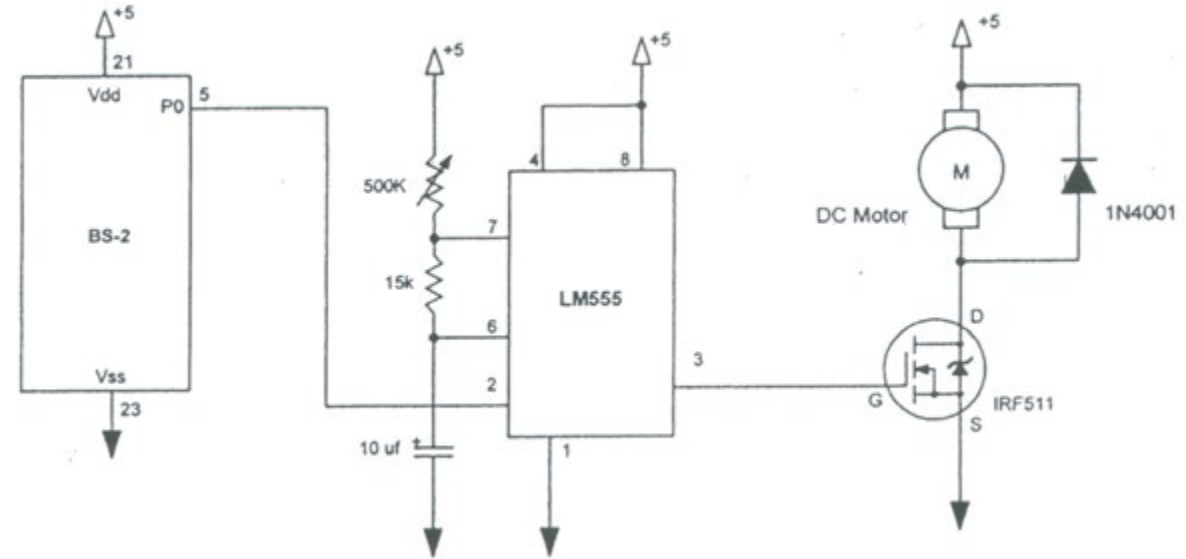 +5
21
Vdd
P0
5
BS-2
Vss
23
+5
500K
7
15k
6
2
10 uf
+
+5
4
8
LM555
3
1
+5
M
DC Motor
1N4001
D
G
IRF511
S